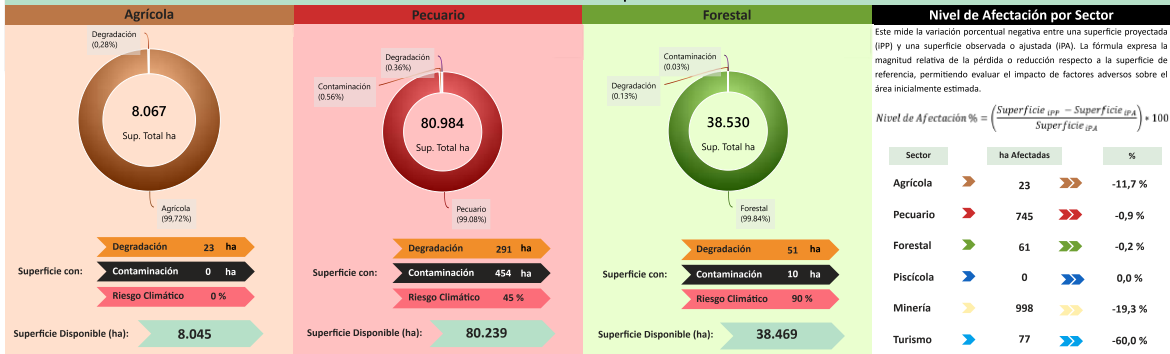 Agrícola
Degradación
(0,28%)
8.067
Sup. Total ha
Agrícola
(99,72%)
Superficie con:
Degradación 23 ha
Contaminación 0 ha
Riesgo Climático 0 %
Superficie Disponible (ha): 8.045
Pecuario
Degradación
(0.36%)
Contaminación
(0.56%)
80.984
Sup. Total ha
Pecuario
(99.08%)
Superficie con:
Degradación 291 ha
Contaminación 454 ha
Riesgo Climático 45 %
Superficie Disponible (ha): 80.239
Forestal
Contaminación
(0.03%)
Degradación
(0.13%)
38.530
Sup. Total ha
Forestal
(99.84%)
Superficie con:
Degradación 51 ha
Contaminación 10 ha
Riesgo Climático 90 %
Superficie Disponible (ha): 38.469
Nivel de Afectación por Sector
Este mide la variación porcentual negativa entre una superficie proyectada
(iPP) y una superficie observada o ajustada (iPA). La fórmula expresa la
magnitud relativa de la pérdida o reducción respecto a la superficie de
referencia, permitiendo evaluar el impacto de factores adversos sobre el
área inicialmente estimada.
Nivel de Afectación % = (Superficie iPP − Superficie iPA / Superficie iPA) * 100
Sector ha Afectadas %
Agrícola 23 -11,7 %
Pecuario 745 -0,9 %
Forestal 61 -0,2 %
Piscícola 0 0,0 %
Minería 998 -19,3 %
Turismo 77 -60,0 %